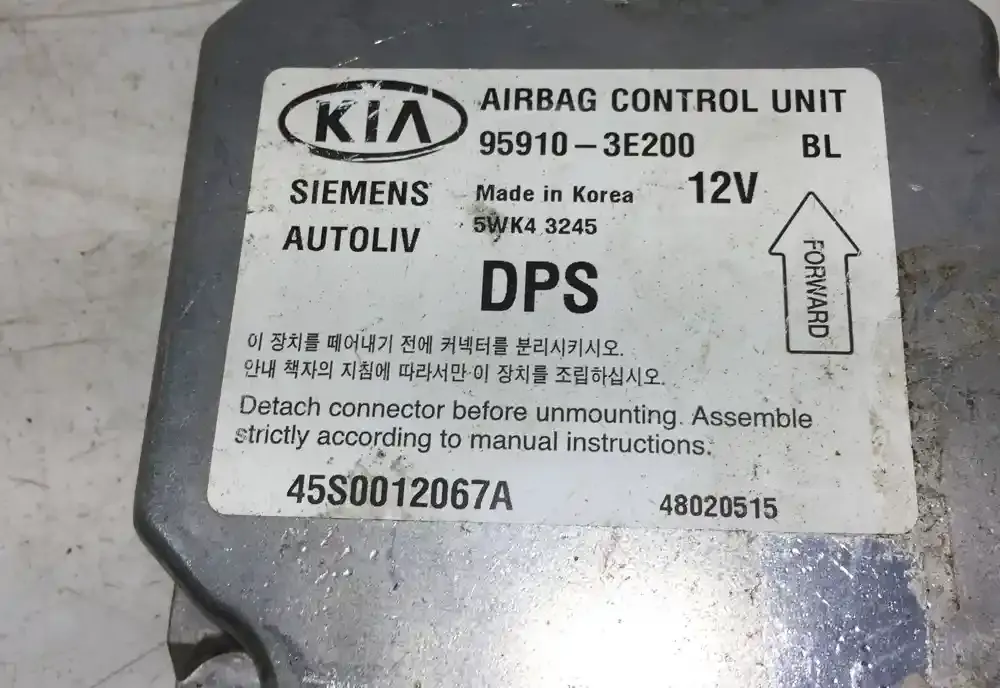 KIA AIRBAG CONTROL UNIT
95910-3E200 BL
SIEMENS Made in Korea 12V
5WK4 3245
AUTOLIV
DPS
FORWARD
이 장치를 떼어내기 전에 커넥터를 분리시키시오.
안내 책자의 지침에 따라서만 이 장치를 조립하십시오.
Detach connector before unmounting. Assemble
strictly according to manual instructions.
45S0012067A 48020515